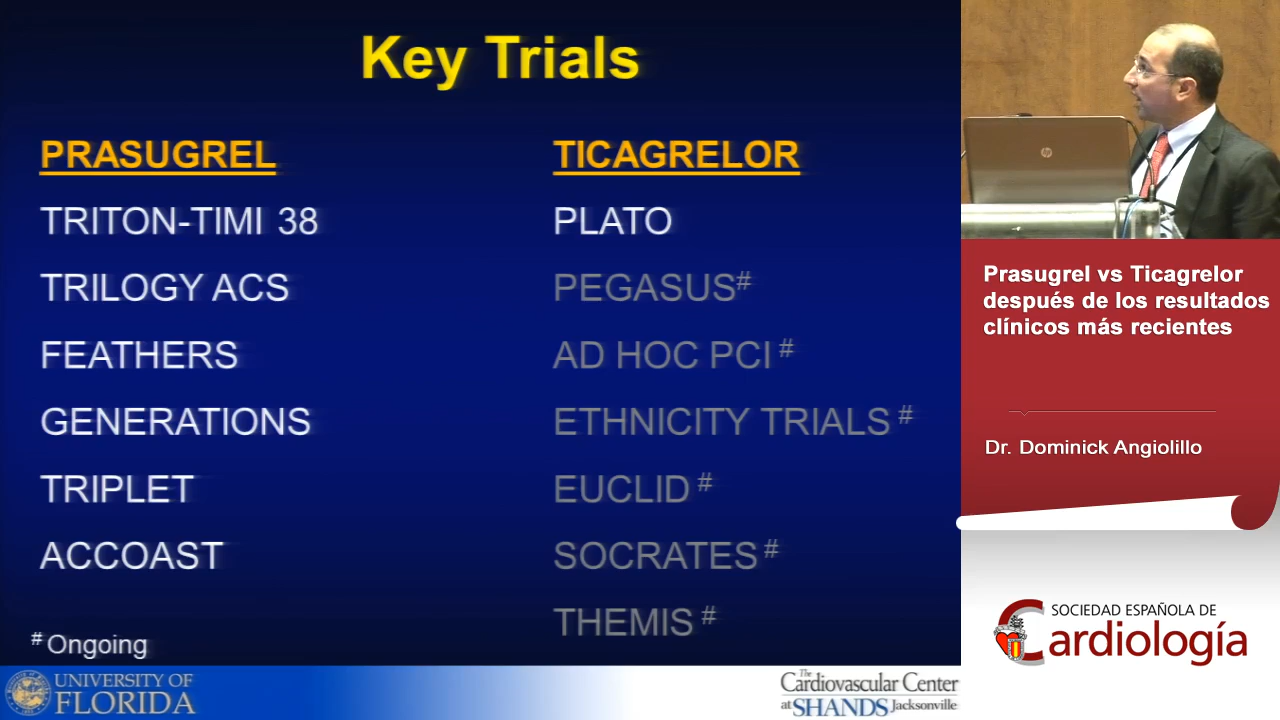 Key Trials
PRASUGREL
TRITON-TIMI 38
TRILOGY ACS
FEATHERS
GENERATIONS
TRIPLET
ACCOAST
TICAGRELOR
PLATO
PEGASUS#
AD HOC PCI #
ETHNICITY TRIALS #
EUCLID #
SOCRATES #
THEMIS #
# Ongoing
UNIVERSITY OF
FLORIDA
The
Cardiovascular Center
at SHANDS Jacksonville
hp
Prasugrel vs Ticagrelor
después de los resultados
clínicos más recientes
Dr. Dominick Angiolillo
SOCIEDAD ESPAÑOLA DE
Cardiología